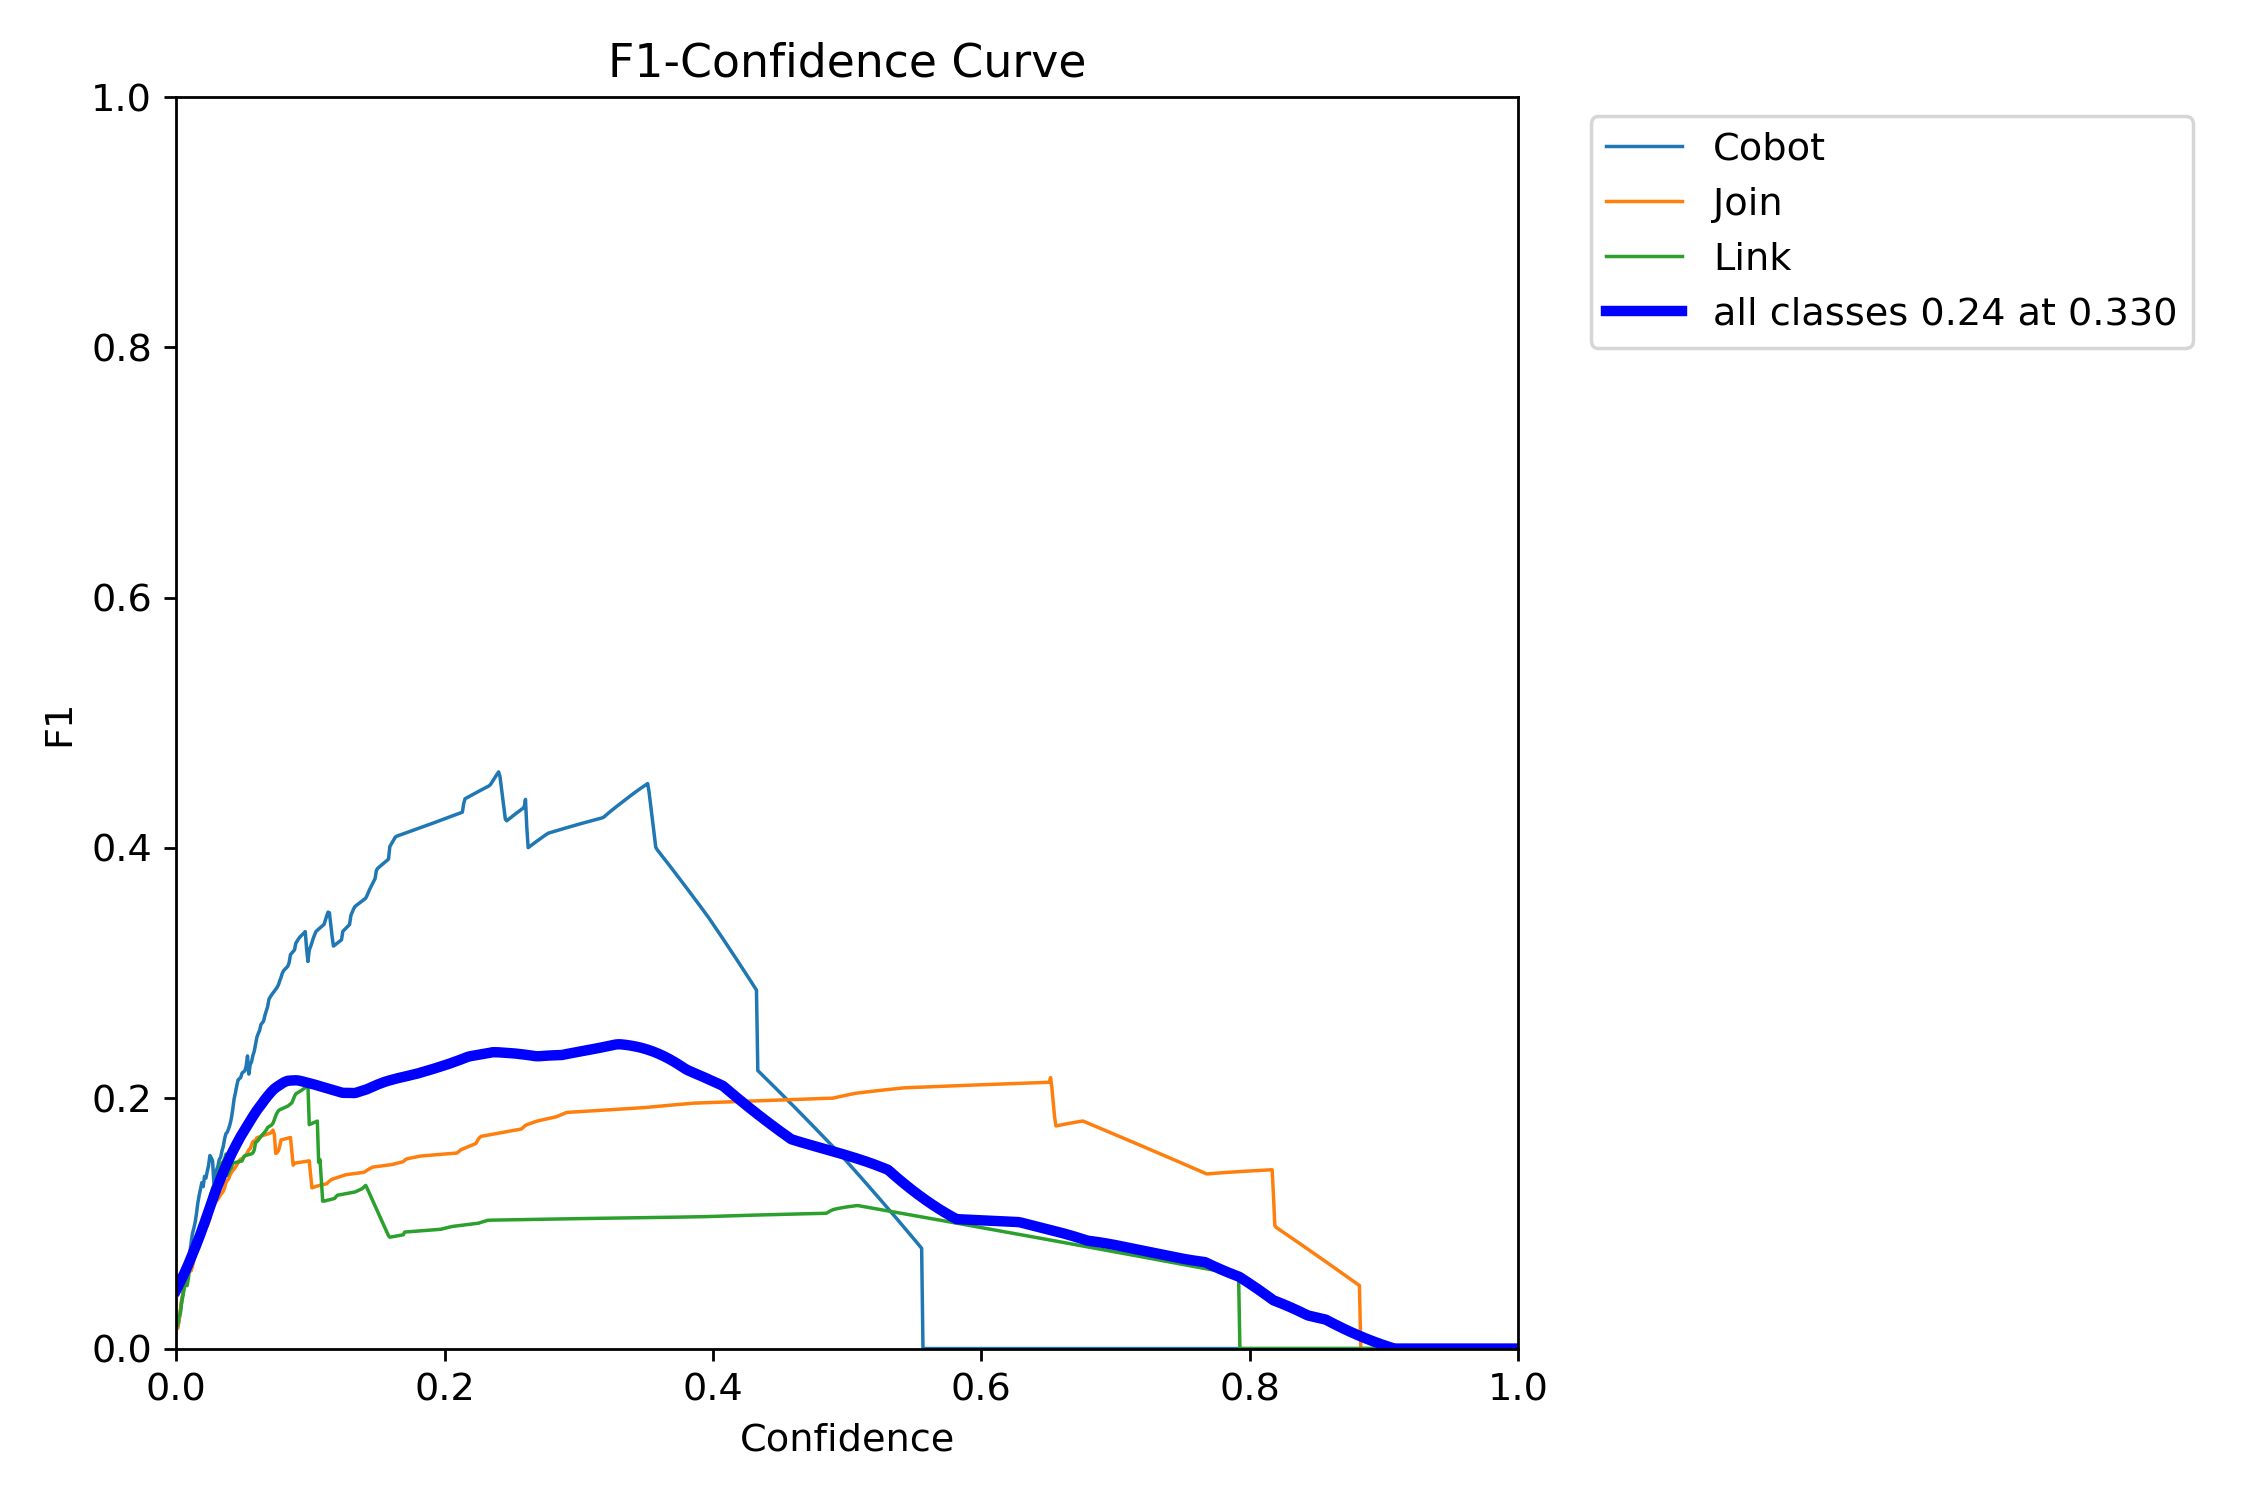 F1-Confidence Curve
1.0
0.8
0.6
0.4
0.2
0.0
F1
0.0 0.2 0.4 0.6 0.8 1.0
Confidence
Cobot
Join
Link
all classes 0.24 at 0.330